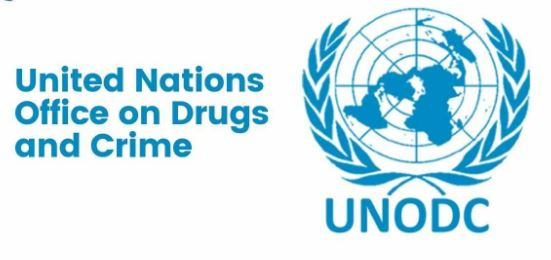 United Nations
Office on Drugs
and Crime
UNODC